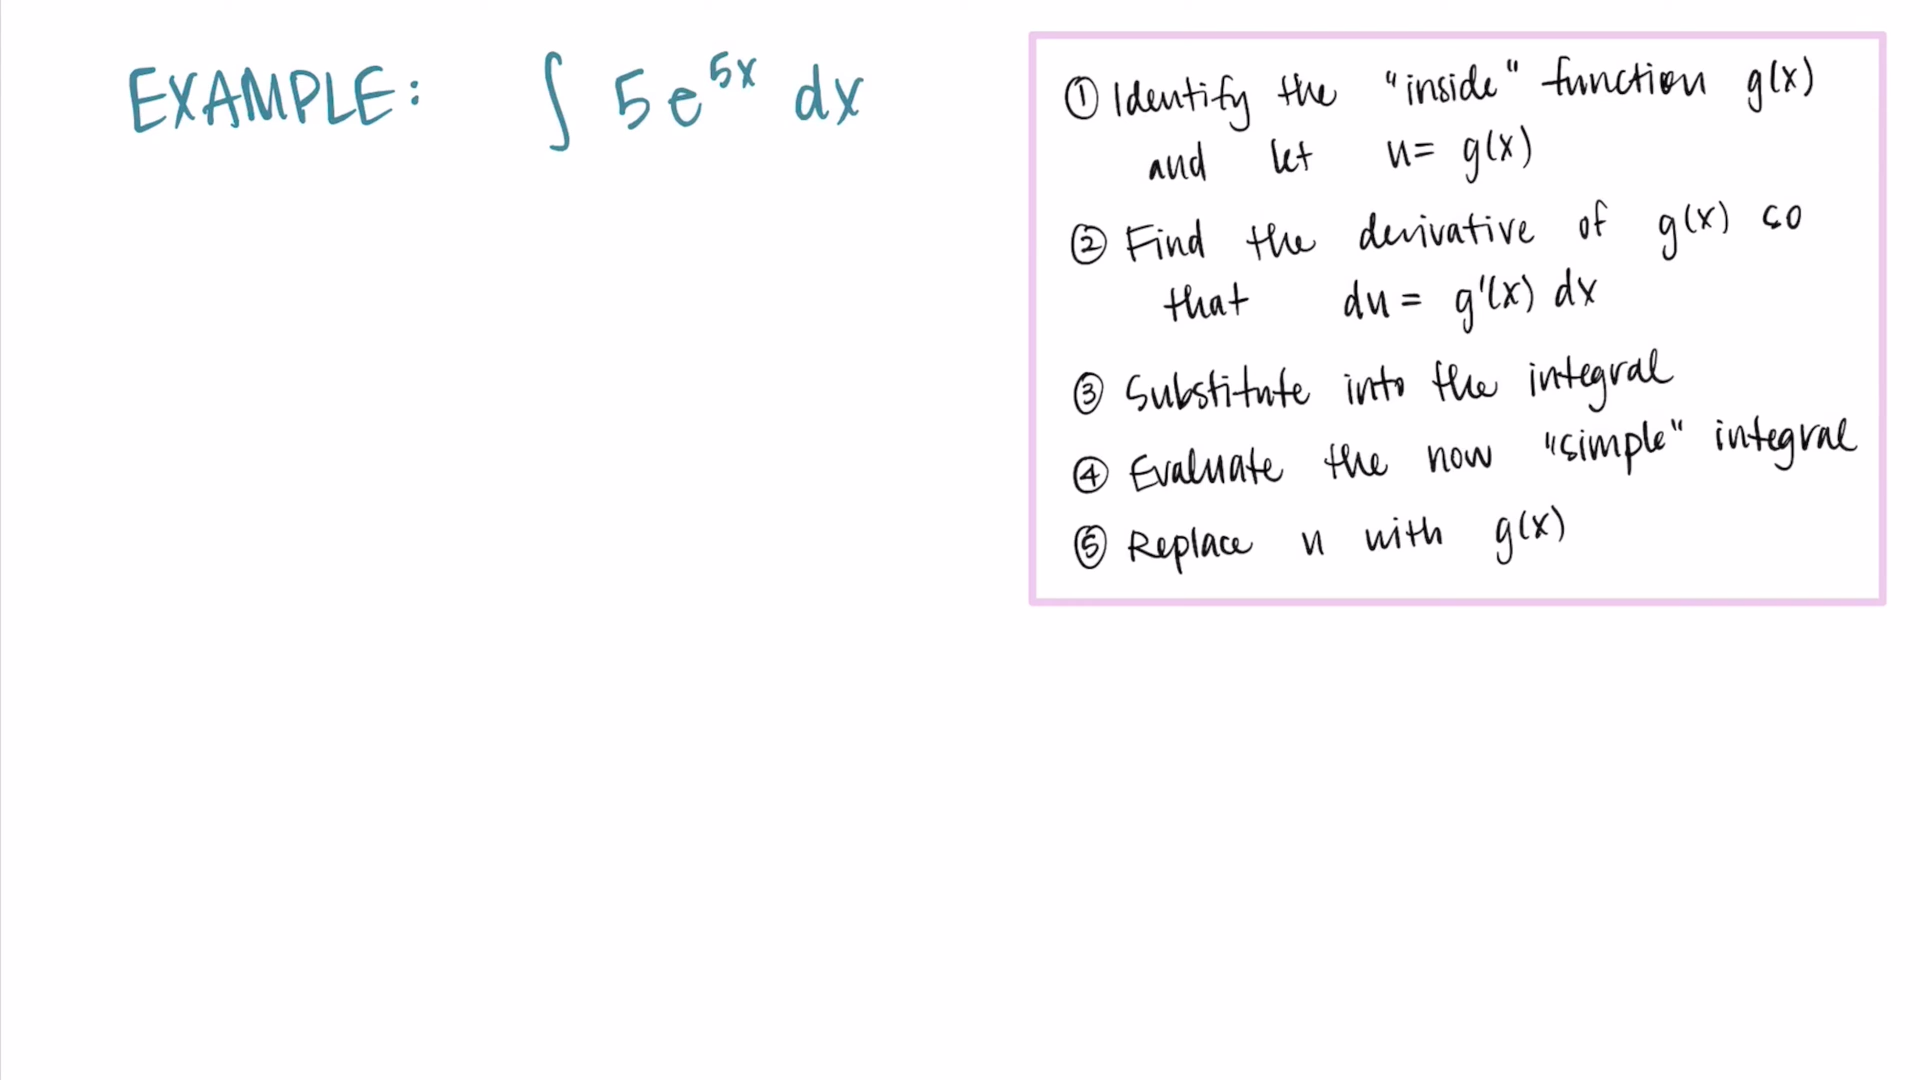 EXAMPLE: ∫ 5e^{5x} dx
① Identify the "inside" function g(x)
and let u = g(x)
② Find the derivative of g(x) so
that du = g'(x) dx
③ Substitute into the integral
④ Evaluate the now "simple" integral
⑤ Replace u with g(x)